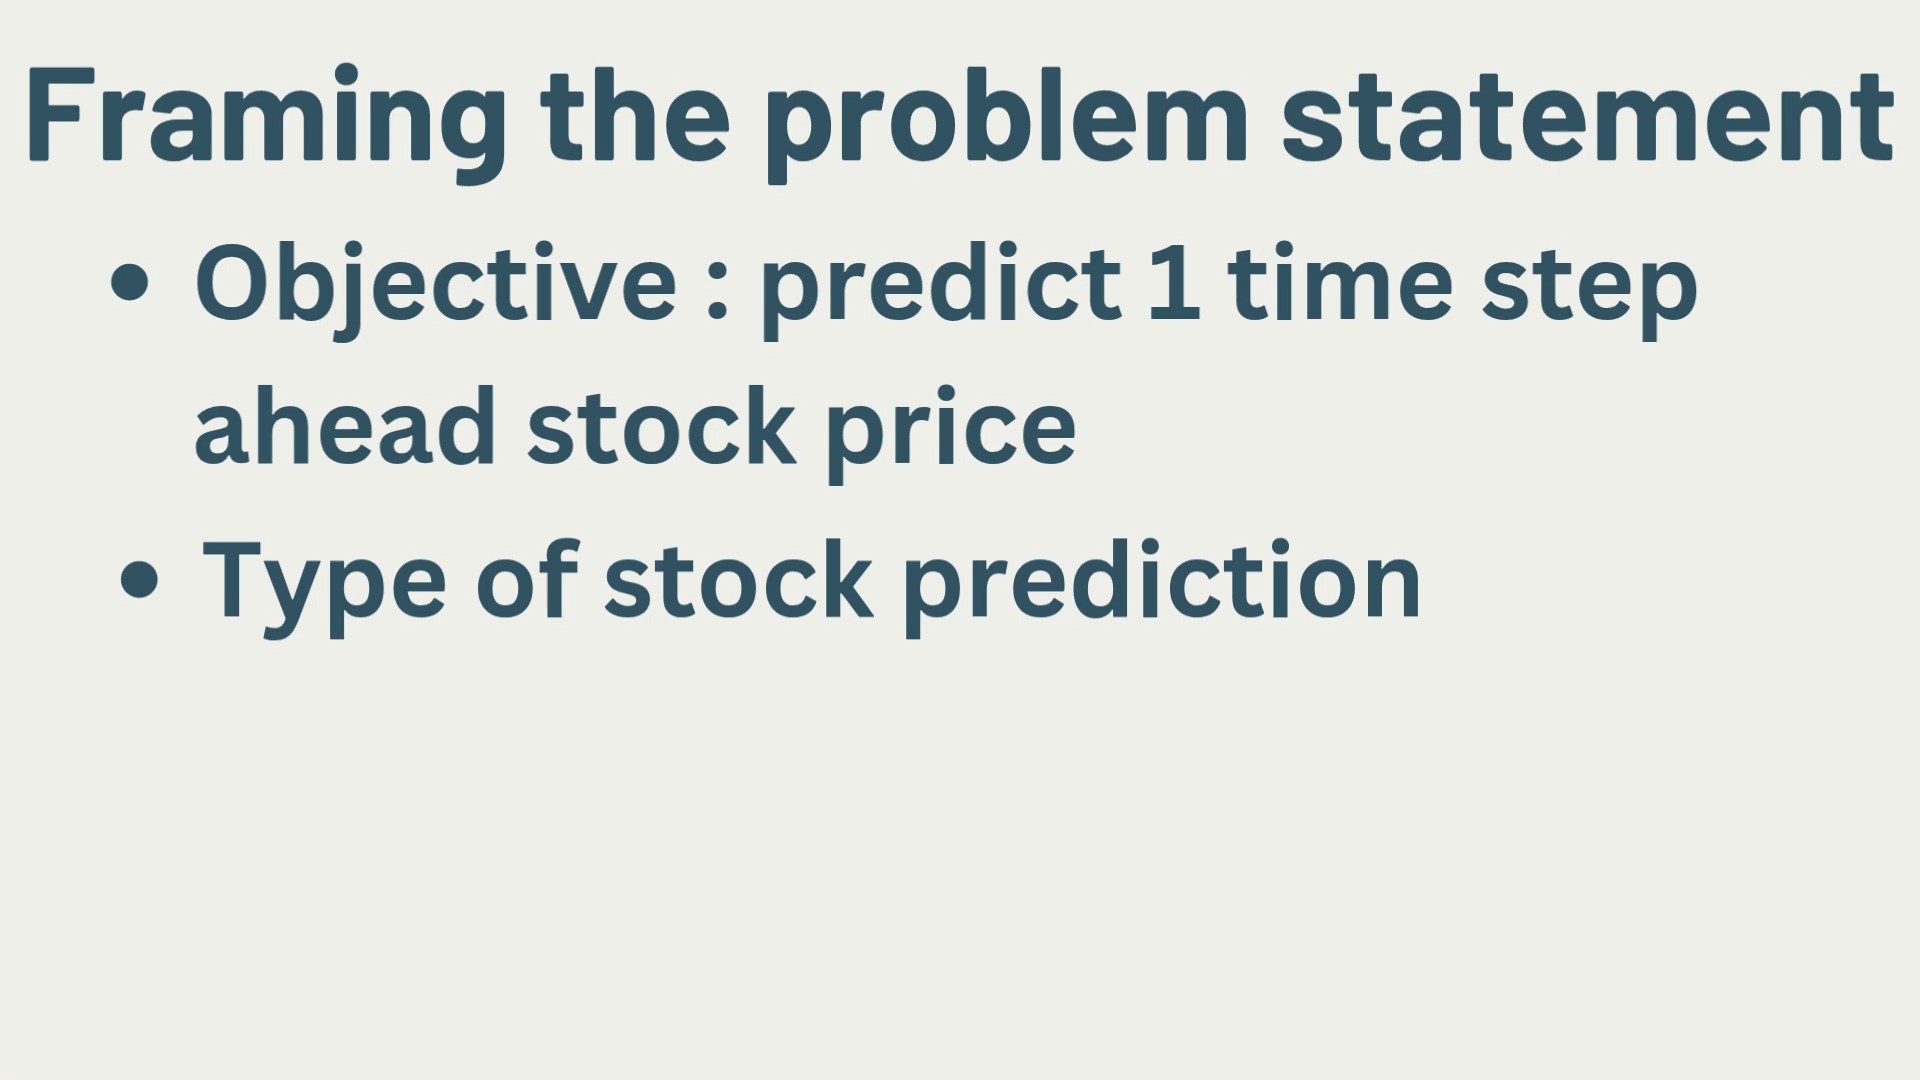 Framing the problem statement
• Objective : predict 1 time step
ahead stock price
• Type of stock prediction